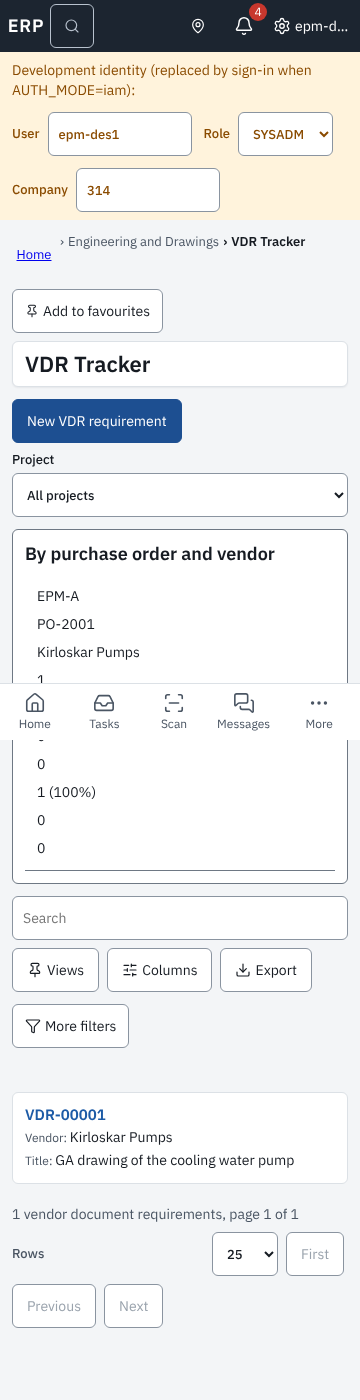 ERP
4
epm-d...
Development identity (replaced by sign-in when
AUTH_MODE=iam):
User
epm-des1
Role
SYSADM
Company
314
Home
› Engineering and Drawings › VDR Tracker
Add to favourites
VDR Tracker
New VDR requirement
Project
All projects
By purchase order and vendor
EPM-A
PO-2001
Kirloskar Pumps
1
Home
Tasks
Scan
Messages
More
0
1 (100%)
0
0
Search
Views
Columns
Export
More filters
VDR-00001
Vendor: Kirloskar Pumps
Title: GA drawing of the cooling water pump
1 vendor document requirements, page 1 of 1
Rows
25
First
Previous
Next